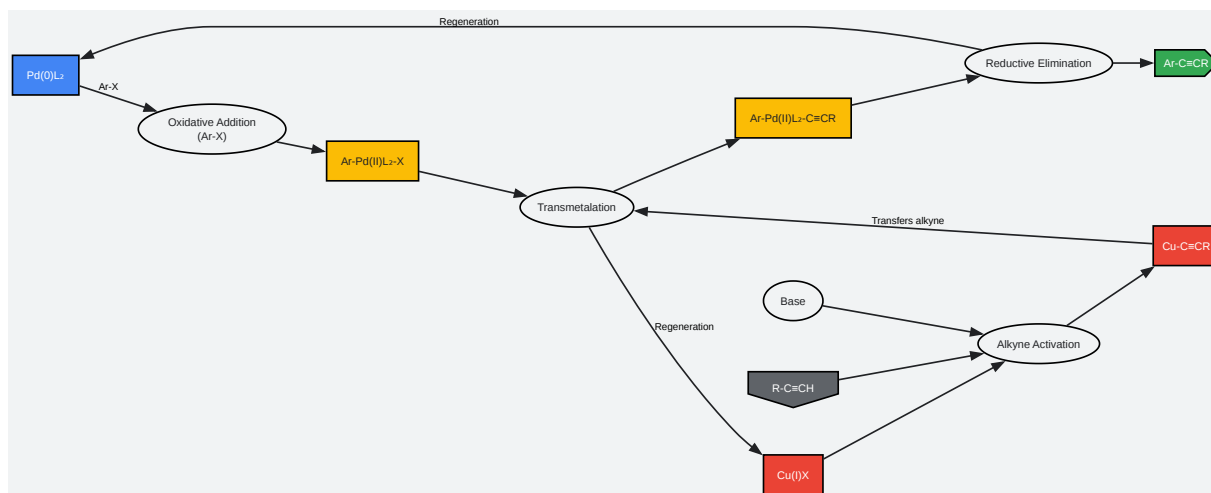 Regeneration
Pd(0)L₂
Ar-X
Oxidative Addition
(Ar-X)
Ar-Pd(II)L₂-X
Transmetalation
Ar-Pd(II)L₂-C≡CR
Reductive Elimination
Ar-C≡CR
Transfers alkyne
Cu-C≡CR
Base
Alkyne Activation
Regeneration
R-C≡CH
Cu(I)X